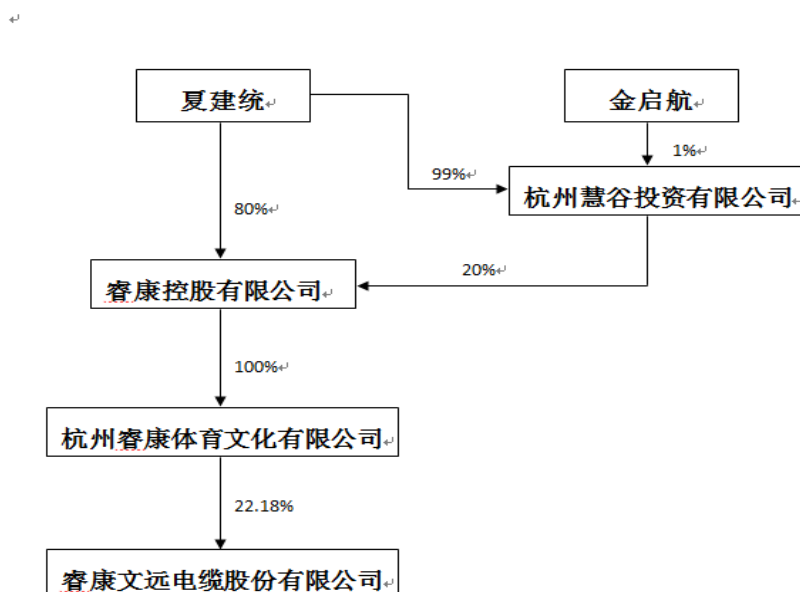 夏建统
金启航
1%
99%
杭州慧谷投资有限公司
80%
20%
睿康控股有限公司
100%
杭州睿康体育文化有限公司
22.18%
睿康文远电缆股份有限公司